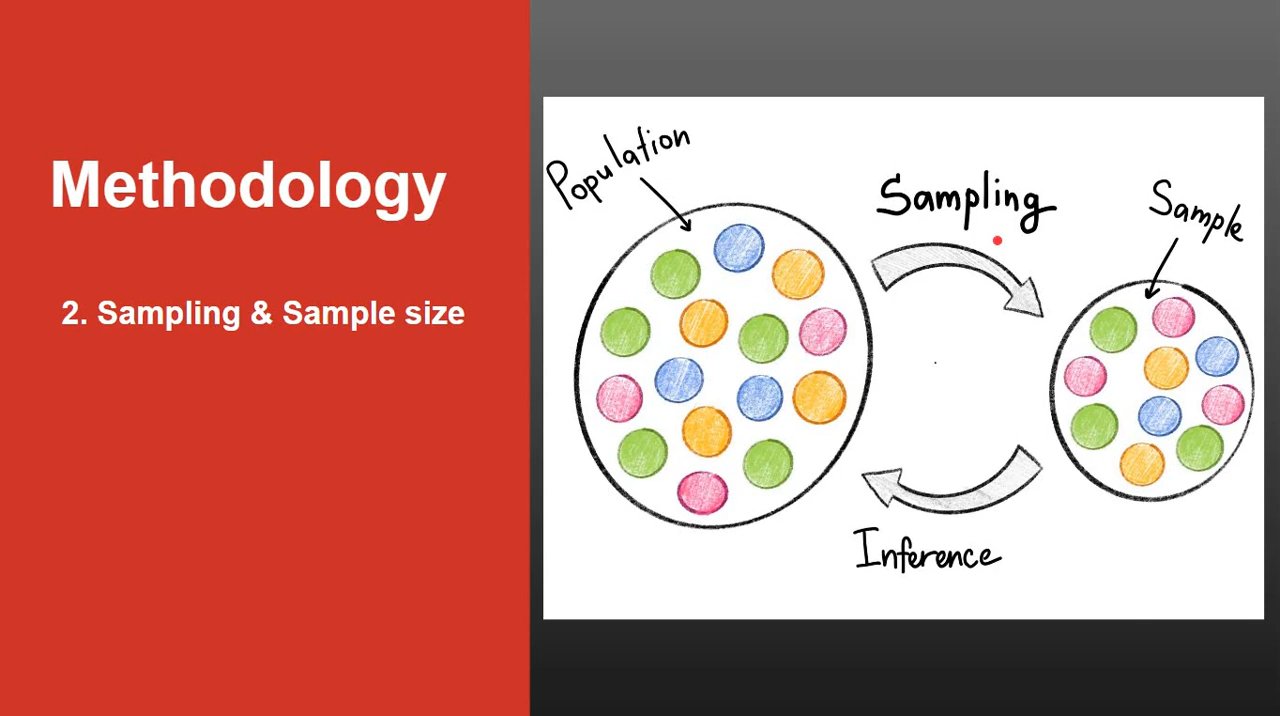 Methodology
2. Sampling & Sample size
Population
Sampling
Sample
Inference